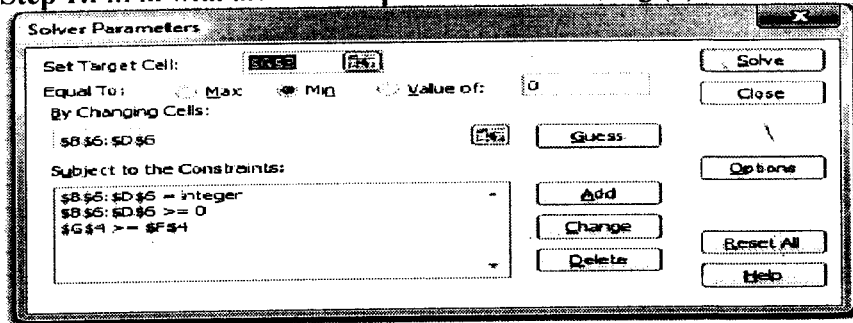 Solver Parameters
Set Target Cell:
Solve
Equal To: Max Min Value of: 0
Close
By Changing Cells:
$B$6:$D$6
Guess
Subject to the Constraints:
Options
$B$6:$D$6 = integer
$B$6:$D$6 >= 0
$G$4 >= $F$4
Add
Change
Delete
Reset All
Help